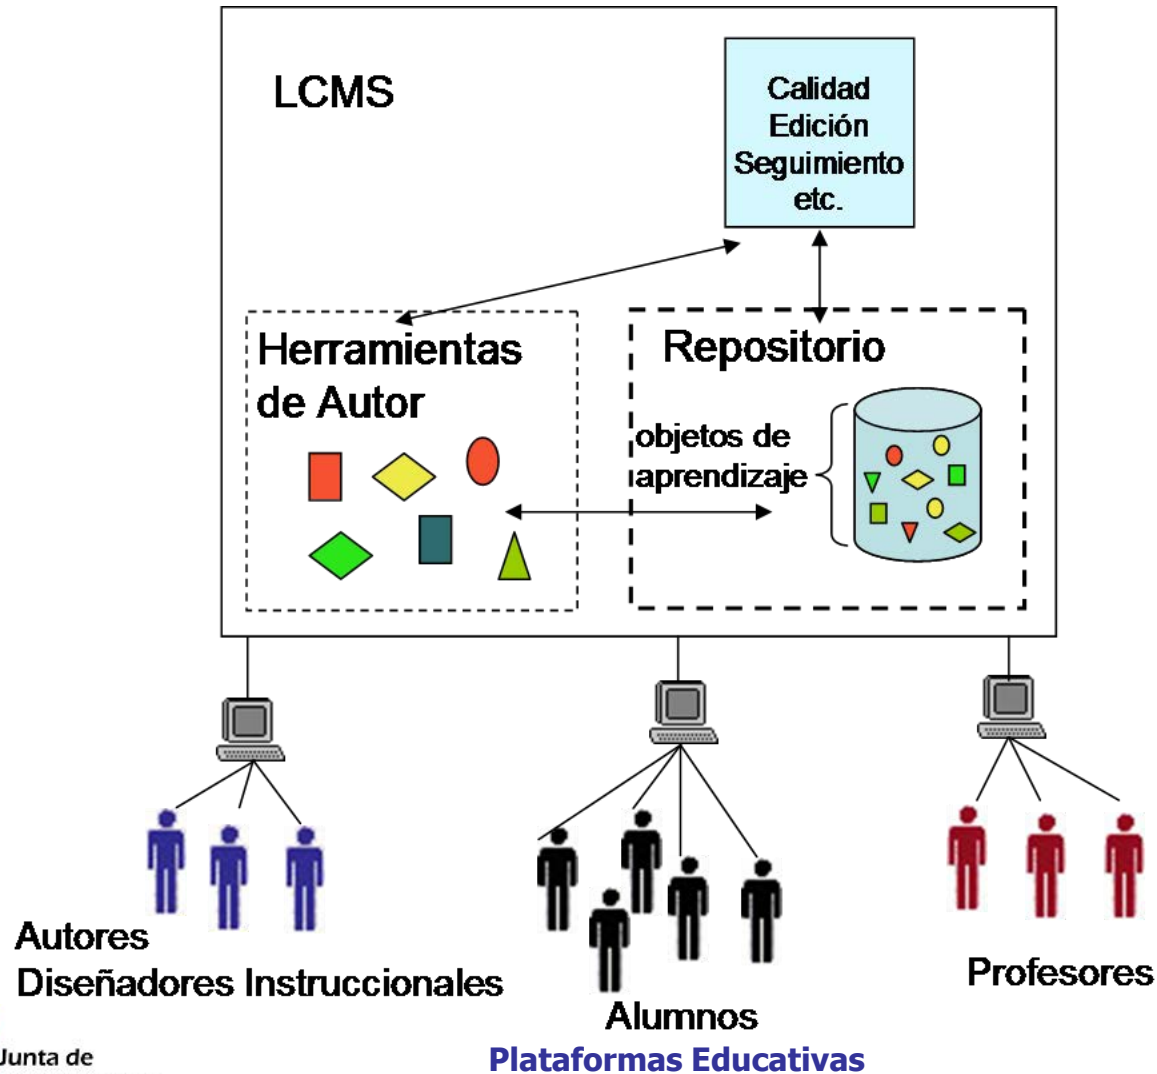 LCMS
Calidad
Edición
Seguimiento
etc.
Herramientas
de Autor
Repositorio
objetos de
aprendizaje
Autores
Diseñadores Instruccionales
Alumnos
Profesores
Plataformas Educativas
Junta de